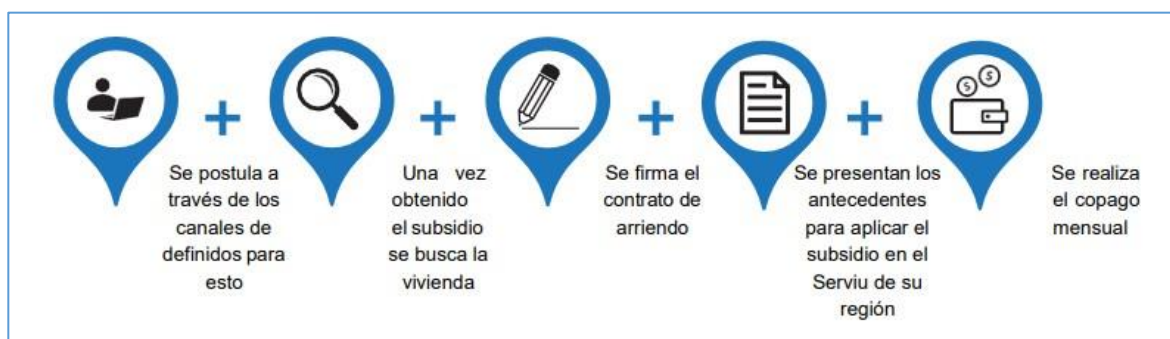 Se postula a
través de los
canales de
definidos para
esto
Una vez
obtenido
el subsidio
se busca la
vivienda
Se firma el
contrato de
arriendo
Se presentan los
antecedentes
para aplicar el
subsidio en el
Serviu de su
región
Se realiza
el copago
mensual